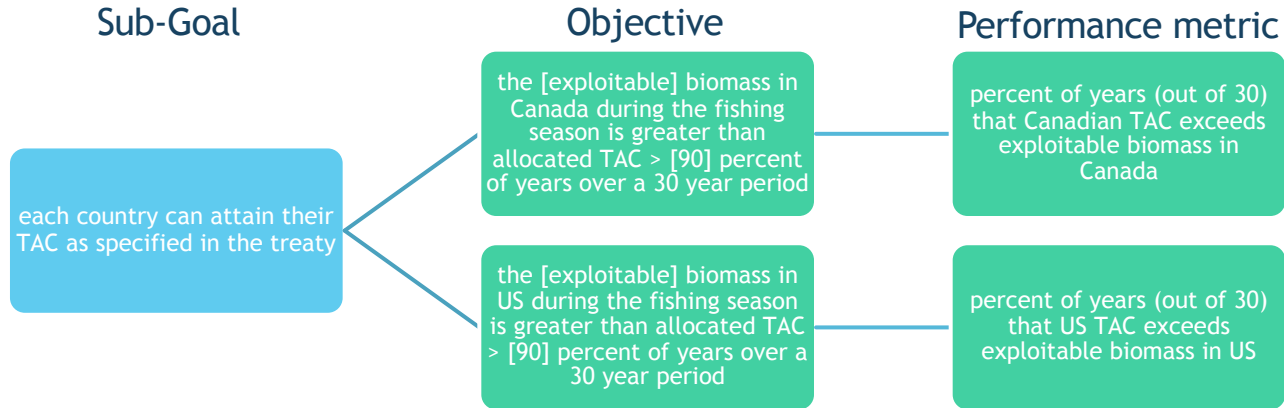 Sub-Goal
Objective
Performance metric
each country can attain their
TAC as specified in the treaty
the [exploitable] biomass in
Canada during the fishing
season is greater than
allocated TAC > [90] percent
of years over a 30 year period
percent of years (out of 30)
that Canadian TAC exceeds
exploitable biomass in
Canada
the [exploitable] biomass in
US during the fishing season
is greater than allocated TAC
> [90] percent of years over a
30 year period
percent of years (out of 30)
that US TAC exceeds
exploitable biomass in US